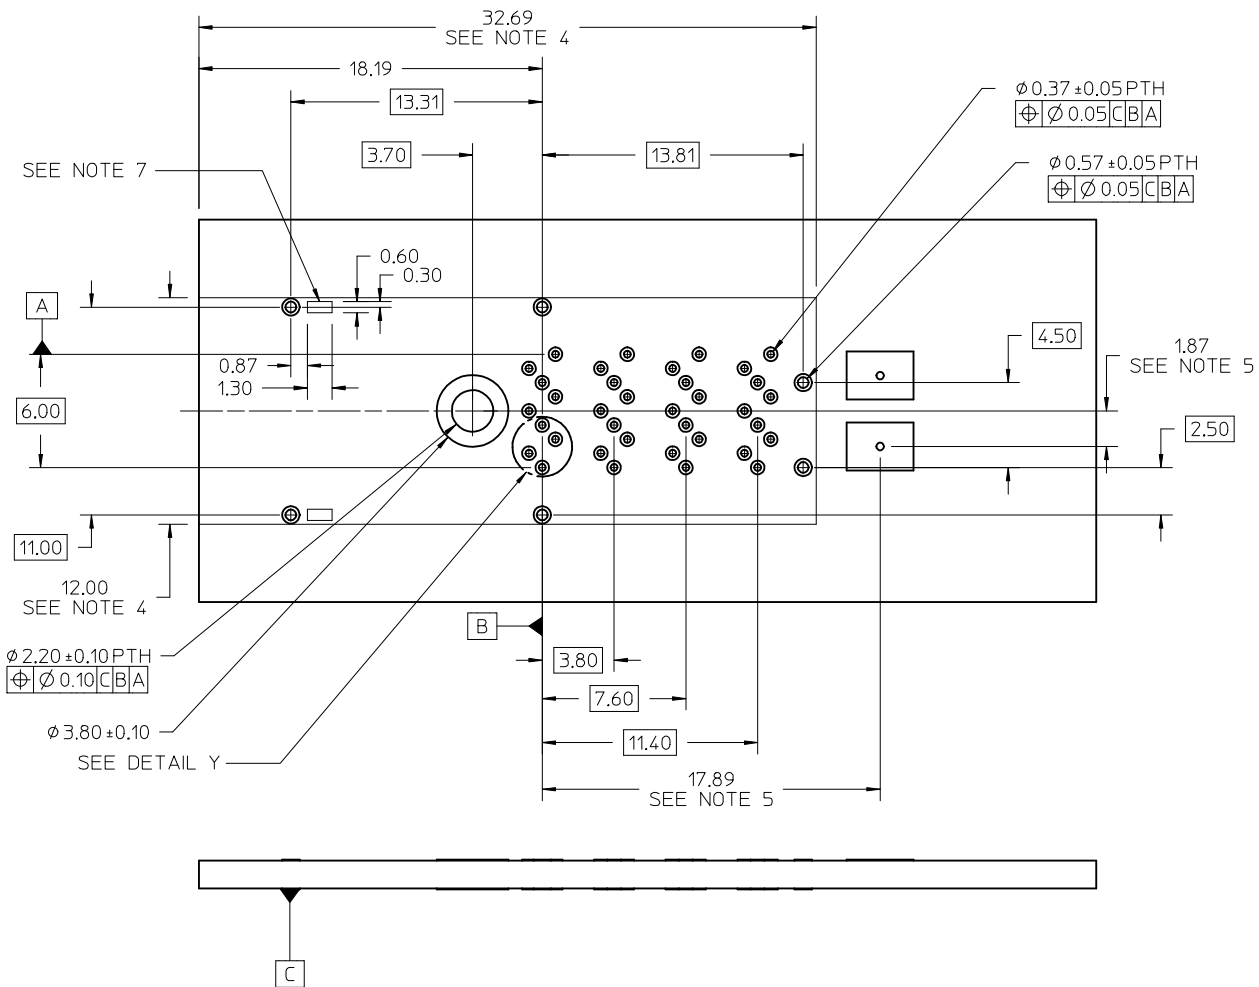 32.69
SEE NOTE 4
18.19
13.31
3.70
13.81
⌀0.37±0.05 PTH
⌖ ⌀0.05 C B A
⌀0.57±0.05 PTH
⌖ ⌀0.05 C B A
SEE NOTE 7
0.60
0.30
A
0.87
1.30
6.00
4.50
1.87
SEE NOTE 5
2.50
11.00
12.00
SEE NOTE 4
B
⌀2.20±0.10 PTH
⌖ ⌀0.10 C B A
⌀3.80±0.10
SEE DETAIL Y
3.80
7.60
11.40
17.89
SEE NOTE 5
C